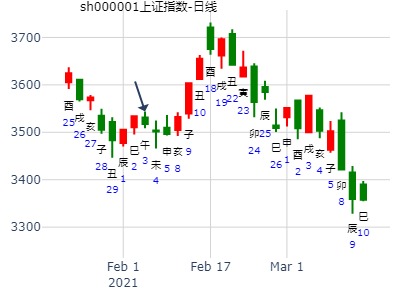 sh000001上证指数-日线
3700
3600
3500
3400
3300
酉
25
戌
26
亥
27
子
28
丑
29
辰
1
巳
2
午
3
未
4
申
5
亥
8
子
9
丑
10
酉
18
戌
19
丑
22
寅
23
卯
24
辰
25
巳
26
申
1
酉
2
戌
3
亥
4
子
5
卯
8
辰
9
巳
10
Feb 1
2021
Feb 17
Mar 1